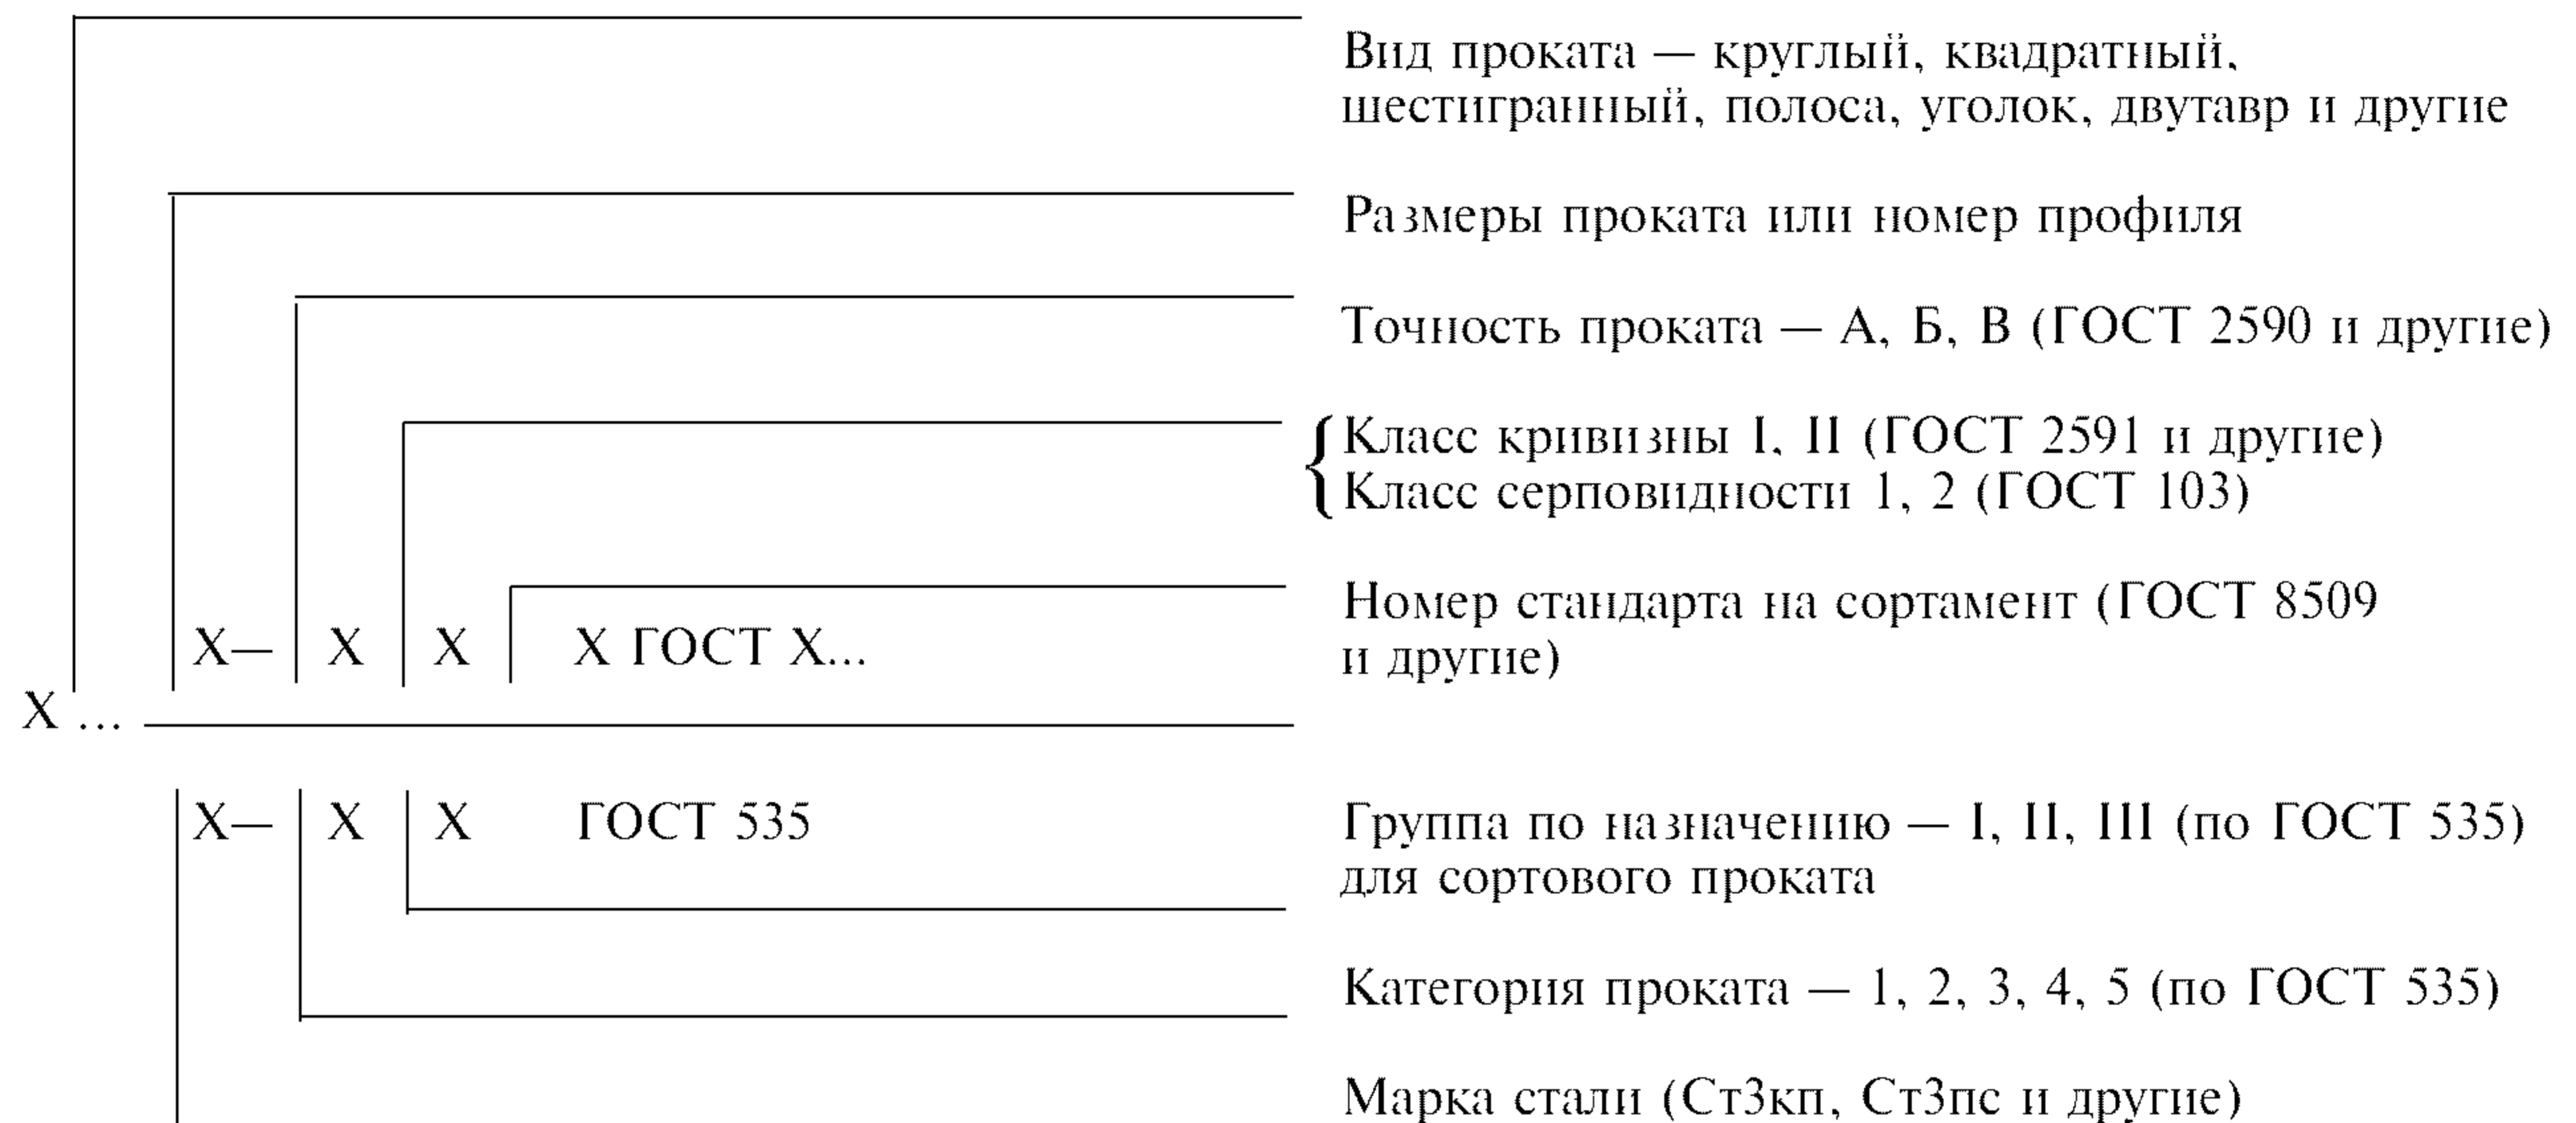 Вид проката — круглый, квадратный,
шестигранный, полоса, уголок, двутавр и другие
Размеры проката или номер профиля
Точность проката — А, Б, В (ГОСТ 2590 и другие)
Класс кривизны I, II (ГОСТ 2591 и другие)
Класс серповидности 1, 2 (ГОСТ 103)
Номер стандарта на сортамент (ГОСТ 8509
и другие)
Х— Х Х Х ГОСТ Х...
Х ...
Х— Х Х ГОСТ 535
Группа по назначению — I, II, III (по ГОСТ 535)
для сортового проката
Категория проката — 1, 2, 3, 4, 5 (по ГОСТ 535)
Марка стали (Ст3кп, Ст3пс и другие)